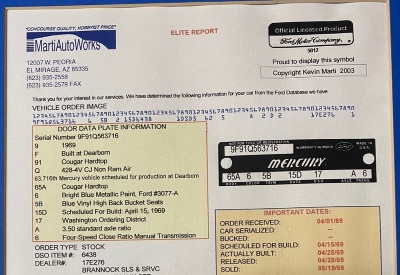 "CONCOURSE QUALITY, HOBBYIST PRICE"
MartiAutoWorks
12007 W. PEORIA
EL MIRAGE, AZ 85335
(623) 935-2558
(623) 935-2579 FAX
ELITE REPORT
Official Licensed Product
Ford Motor Company
5012
Proud to display this symbol
Copyright Kevin Marti 2003
Thank you for your interest in our services. We have determined the following information for your car from the Ford Database we have:
VEHICLE ORDER IMAGE
DOOR DATA PLATE INFORMATION
Serial Number 9F91Q563716
9 1969
F Built at Dearborn
91 Cougar Hardtop
Q 428-4V CJ Non Ram Air
63,716th Mercury vehicle scheduled for production at Dearborn
65A Cougar Hardtop
6 Bright Blue Metallic Paint, Ford #3077-A
5B Blue Vinyl High Back Bucket Seats
15D Scheduled For Build: April 15, 1969
17 Washington Ordering District
A 3.50 standard axle ratio
6 Four-Speed Close Ratio Manual Transmission
ORDER TYPE: STOCK
DSO ITEM #: 6438
DEALER#: 17E276
BRANNOCK SLS & SRVC
9F91Q563716
MERCURY
65A 6 5B 15D 17 A 6
IMPORTANT DATES:
ORDER RECEIVED: 04/01/69
CAR SERIALIZED: --
BUCKED: --
SCHEDULED FOR BUILD: 04/15/69
ACTUALLY BUILT: 04/25/69
RELEASED: 04/28/69
SOLD: 05/19/69